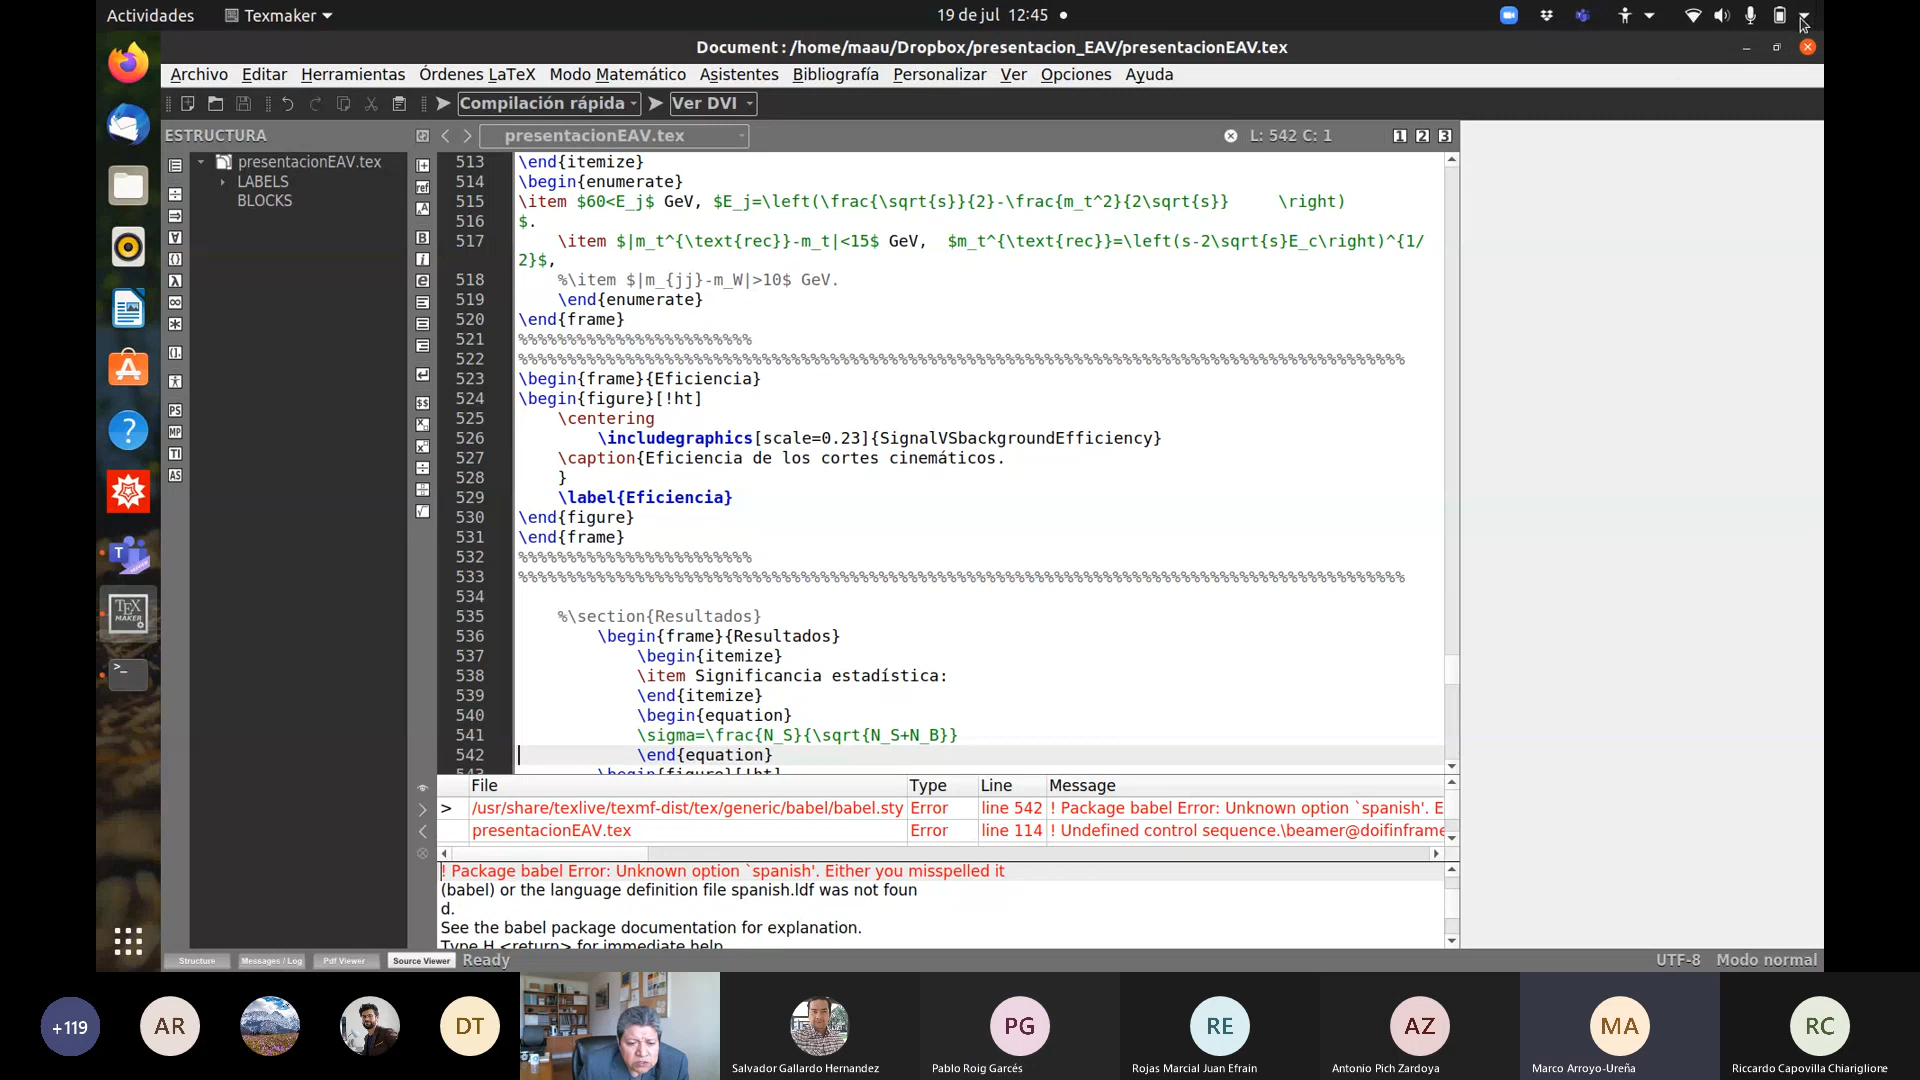 Actividades
Texmaker
19 de jul 12:45
Document : /home/maau/Dropbox/presentacion_EAV/presentacionEAV.tex
Archivo Editar Herramientas Órdenes LaTeX Modo Matemático Asistentes Bibliografía Personalizar Ver Opciones Ayuda
Compilación rápida Ver DVI
ESTRUCTURA
presentacionEAV.tex
L: 542 C: 1
1 2 3
presentacionEAV.tex
LABELS
BLOCKS
513 \end{itemize}
514 \begin{enumerate}
515 \item $60<E_j$ GeV, $E_j=\left(\frac{\sqrt{s}}{2}-\frac{m_t^2}{2\sqrt{s}} \right)
516 $.
517 \item $|m_t^{\text{rec}}-m_t|<15$ GeV, $m_t^{\text{rec}}=\left(s-2\sqrt{s}E_c\right)^{1/
2}$,
518 %\item $|m_{jj}-m_W|>10$ GeV.
519 \end{enumerate}
520 \end{frame}
521 %%%%%%%%%%%%%%%%%%%%%%%%
522 %%%%%%%%%%%%%%%%%%%%%%%%%%%%%%%%%%%%%%%%%%%%%%%%%%%%%%%%%%%%%%%%%%%%%%%%%%%%%%%%%%%%%%%%%%%%%
523 \begin{frame}{Eficiencia}
524 \begin{figure}[!ht]
525 \centering
526 \includegraphics[scale=0.23]{SignalVSbackgroundEfficiency}
527 \caption{Eficiencia de los cortes cinemáticos.
528 }
529 \label{Eficiencia}
530 \end{figure}
531 \end{frame}
532 %%%%%%%%%%%%%%%%%%%%%%%%
533 %%%%%%%%%%%%%%%%%%%%%%%%%%%%%%%%%%%%%%%%%%%%%%%%%%%%%%%%%%%%%%%%%%%%%%%%%%%%%%%%%%%%%%%%%%%%%
534
535 %\section{Resultados}
536 \begin{frame}{Resultados}
537 \begin{itemize}
538 \item Significancia estadística:
539 \end{itemize}
540 \begin{equation}
541 \sigma=\frac{N_S}{\sqrt{N_S+N_B}}
542 \end{equation}
543 \begin{figure}[!ht]
File Type Line Message
> /usr/share/texlive/texmf-dist/tex/generic/babel/babel.sty Error line 542 ! Package babel Error: Unknown option `spanish'. E
presentacionEAV.tex Error line 114 ! Undefined control sequence.\beamer@doifinframe
! Package babel Error: Unknown option `spanish'. Either you misspelled it
(babel) or the language definition file spanish.ldf was not foun
d.
See the babel package documentation for explanation.
Type H <return> for immediate help
Structure Messages / Log Pdf Viewer Source Viewer Ready
UTF-8 Modo normal
+119
AR
DT
PG
RE
AZ
MA
RC
Salvador Gallardo Hernandez
Pablo Roig Garcés
Rojas Marcial Juan Efrain
Antonio Pich Zardoya
Marco Arroyo-Ureña
Riccardo Capovilla Chiariglione